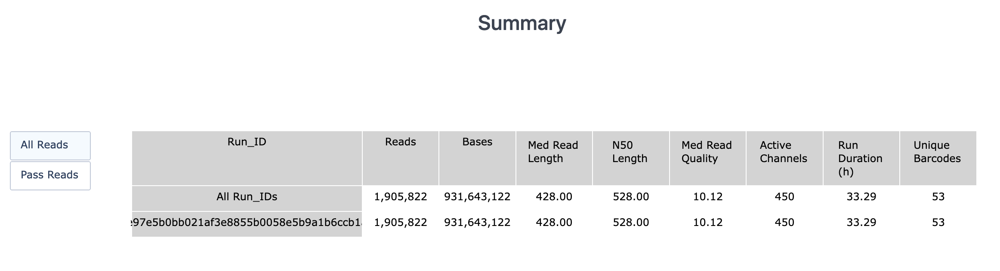 Summary
All Reads
Pass Reads
Run_ID Reads Bases Med Read Length N50 Length Med Read Quality Active Channels Run Duration (h) Unique Barcodes
All Run_IDs 1,905,822 931,643,122 428.00 528.00 10.12 450 33.29 53
e97e5b0bb021af3e8855b0058e5b9a1b6ccb1 1,905,822 931,643,122 428.00 528.00 10.12 450 33.29 53